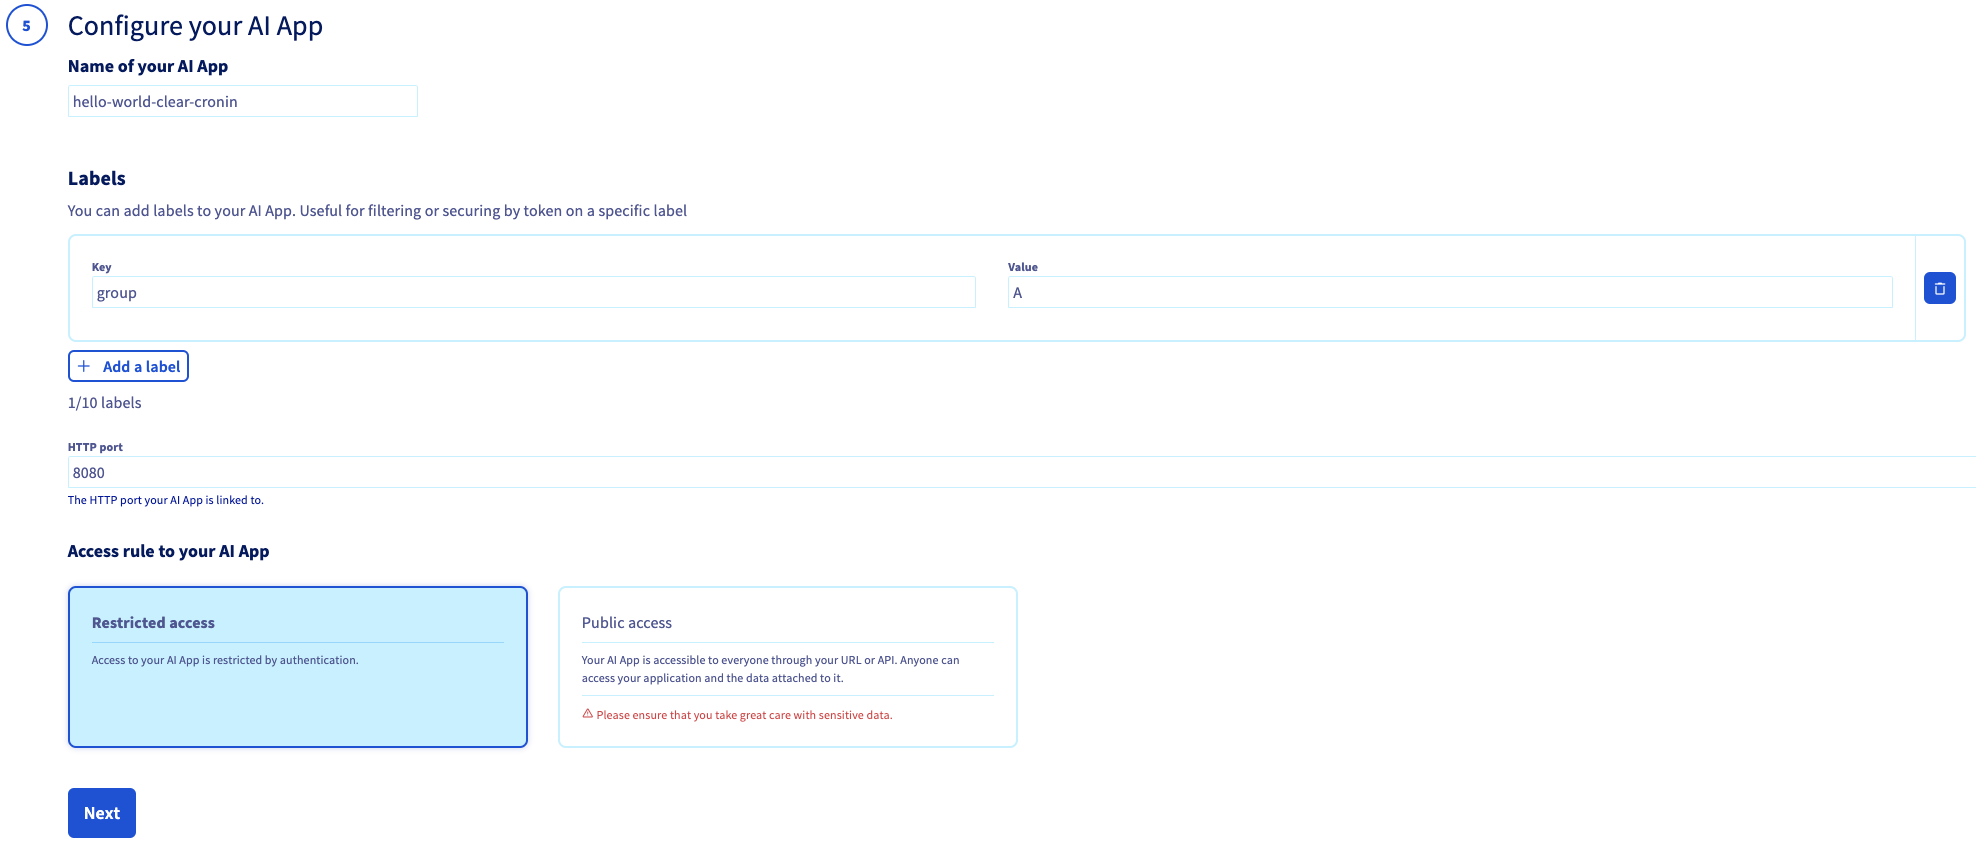 5
Configure your AI App
Name of your AI App
hello-world-clear-cronin
Labels
You can add labels to your AI App. Useful for filtering or securing by token on a specific label
Key
Value
group
A
+ Add a label
1/10 labels
HTTP port
8080
The HTTP port your AI App is linked to.
Access rule to your AI App
Restricted access
Access to your AI App is restricted by authentication.
Public access
Your AI App is accessible to everyone through your URL or API. Anyone can
access your application and the data attached to it.
Please ensure that you take great care with sensitive data.
Next